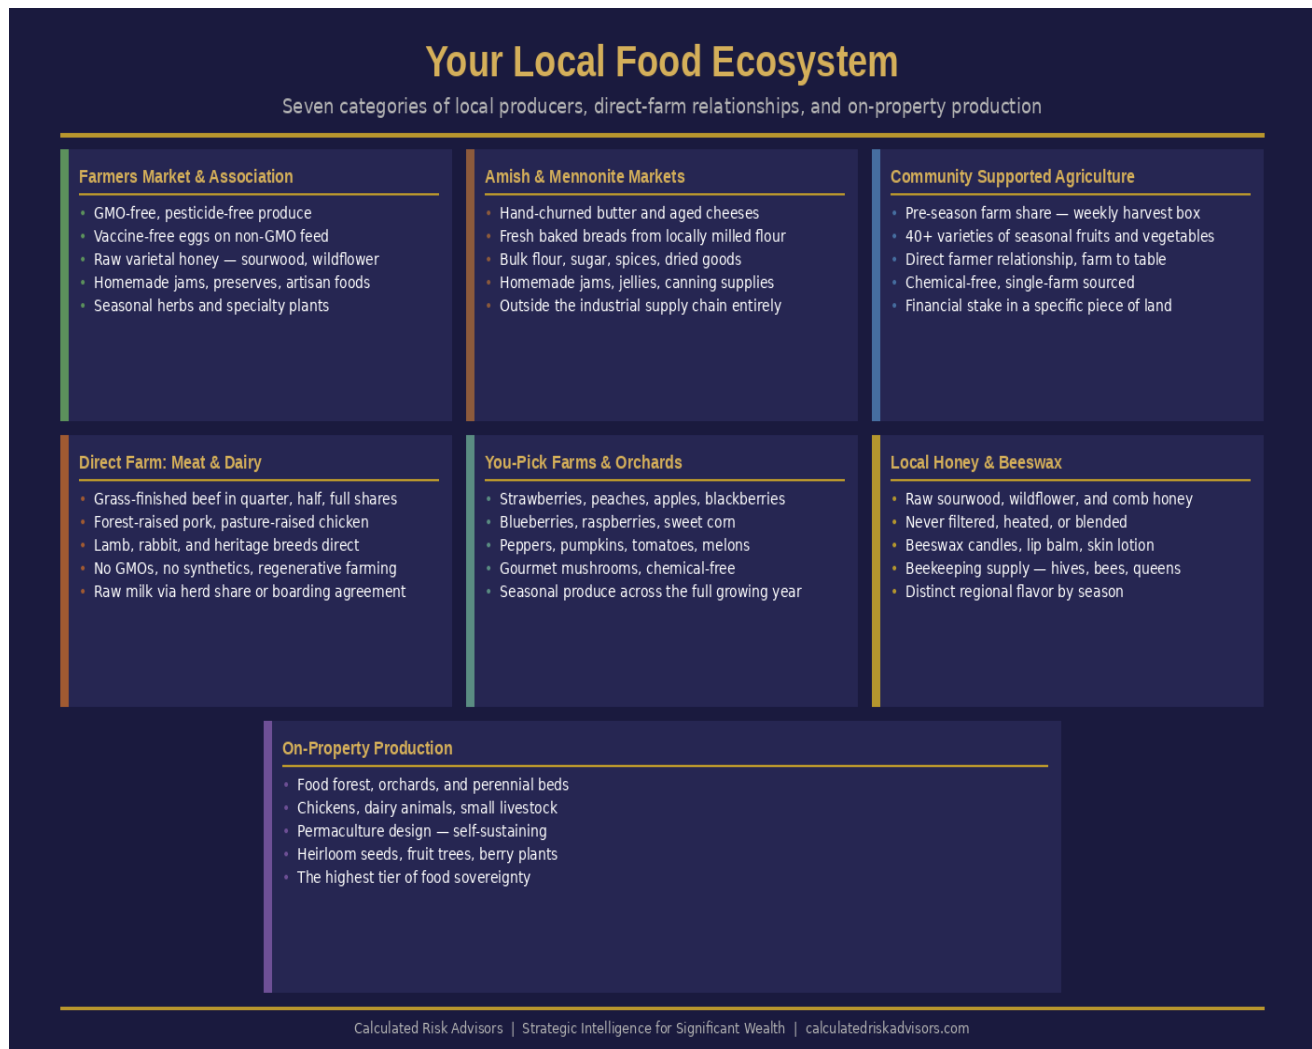 Your Local Food Ecosystem
Seven categories of local producers, direct-farm relationships, and on-property production
Farmers Market & Association
• GMO-free, pesticide-free produce
• Vaccine-free eggs on non-GMO feed
• Raw varietal honey — sourwood, wildflower
• Homemade jams, preserves, artisan foods
• Seasonal herbs and specialty plants
Amish & Mennonite Markets
• Hand-churned butter and aged cheeses
• Fresh baked breads from locally milled flour
• Bulk flour, sugar, spices, dried goods
• Homemade jams, jellies, canning supplies
• Outside the industrial supply chain entirely
Community Supported Agriculture
• Pre-season farm share — weekly harvest box
• 40+ varieties of seasonal fruits and vegetables
• Direct farmer relationship, farm to table
• Chemical-free, single-farm sourced
• Financial stake in a specific piece of land
Direct Farm: Meat & Dairy
• Grass-finished beef in quarter, half, full shares
• Forest-raised pork, pasture-raised chicken
• Lamb, rabbit, and heritage breeds direct
• No GMOs, no synthetics, regenerative farming
• Raw milk via herd share or boarding agreement
You-Pick Farms & Orchards
• Strawberries, peaches, apples, blackberries
• Blueberries, raspberries, sweet corn
• Peppers, pumpkins, tomatoes, melons
• Gourmet mushrooms, chemical-free
• Seasonal produce across the full growing year
Local Honey & Beeswax
• Raw sourwood, wildflower, and comb honey
• Never filtered, heated, or blended
• Beeswax candles, lip balm, skin lotion
• Beekeeping supply — hives, bees, queens
• Distinct regional flavor by season
On-Property Production
• Food forest, orchards, and perennial beds
• Chickens, dairy animals, small livestock
• Permaculture design — self-sustaining
• Heirloom seeds, fruit trees, berry plants
• The highest tier of food sovereignty
Calculated Risk Advisors | Strategic Intelligence for Significant Wealth | calculatedriskadvisors.com